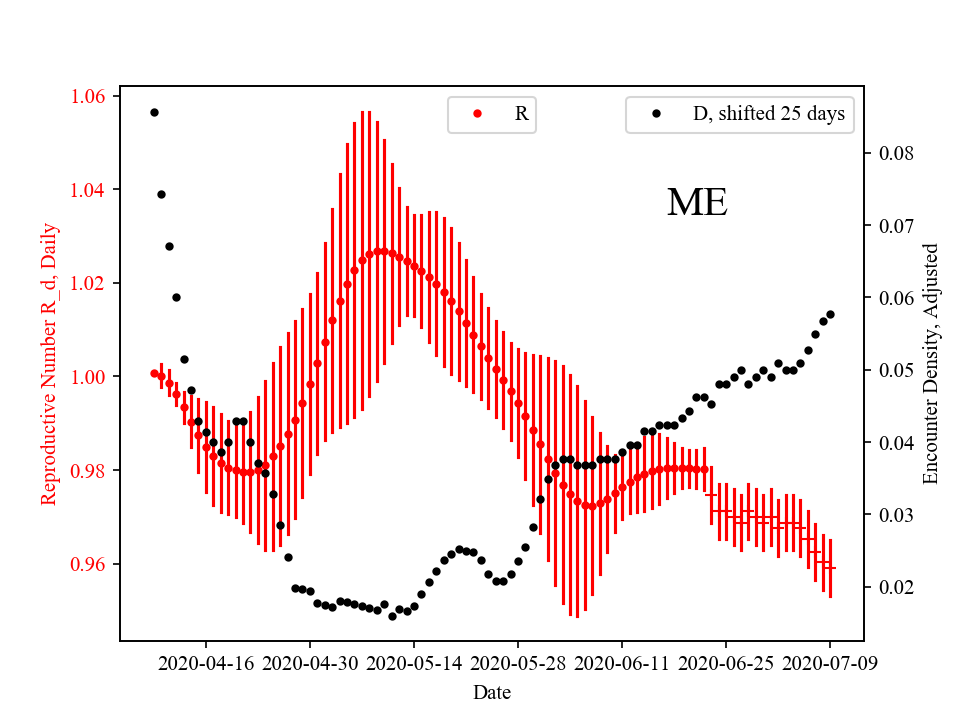 R
D, shifted 25 days
ME
Reproductive Number R_d, Daily
1.06
1.04
1.02
1.00
0.98
0.96
0.08
0.07
0.06
0.05
0.04
0.03
0.02
Encounter Density, Adjusted
2020-04-16 2020-04-30 2020-05-14 2020-05-28 2020-06-11 2020-06-25 2020-07-09
Date